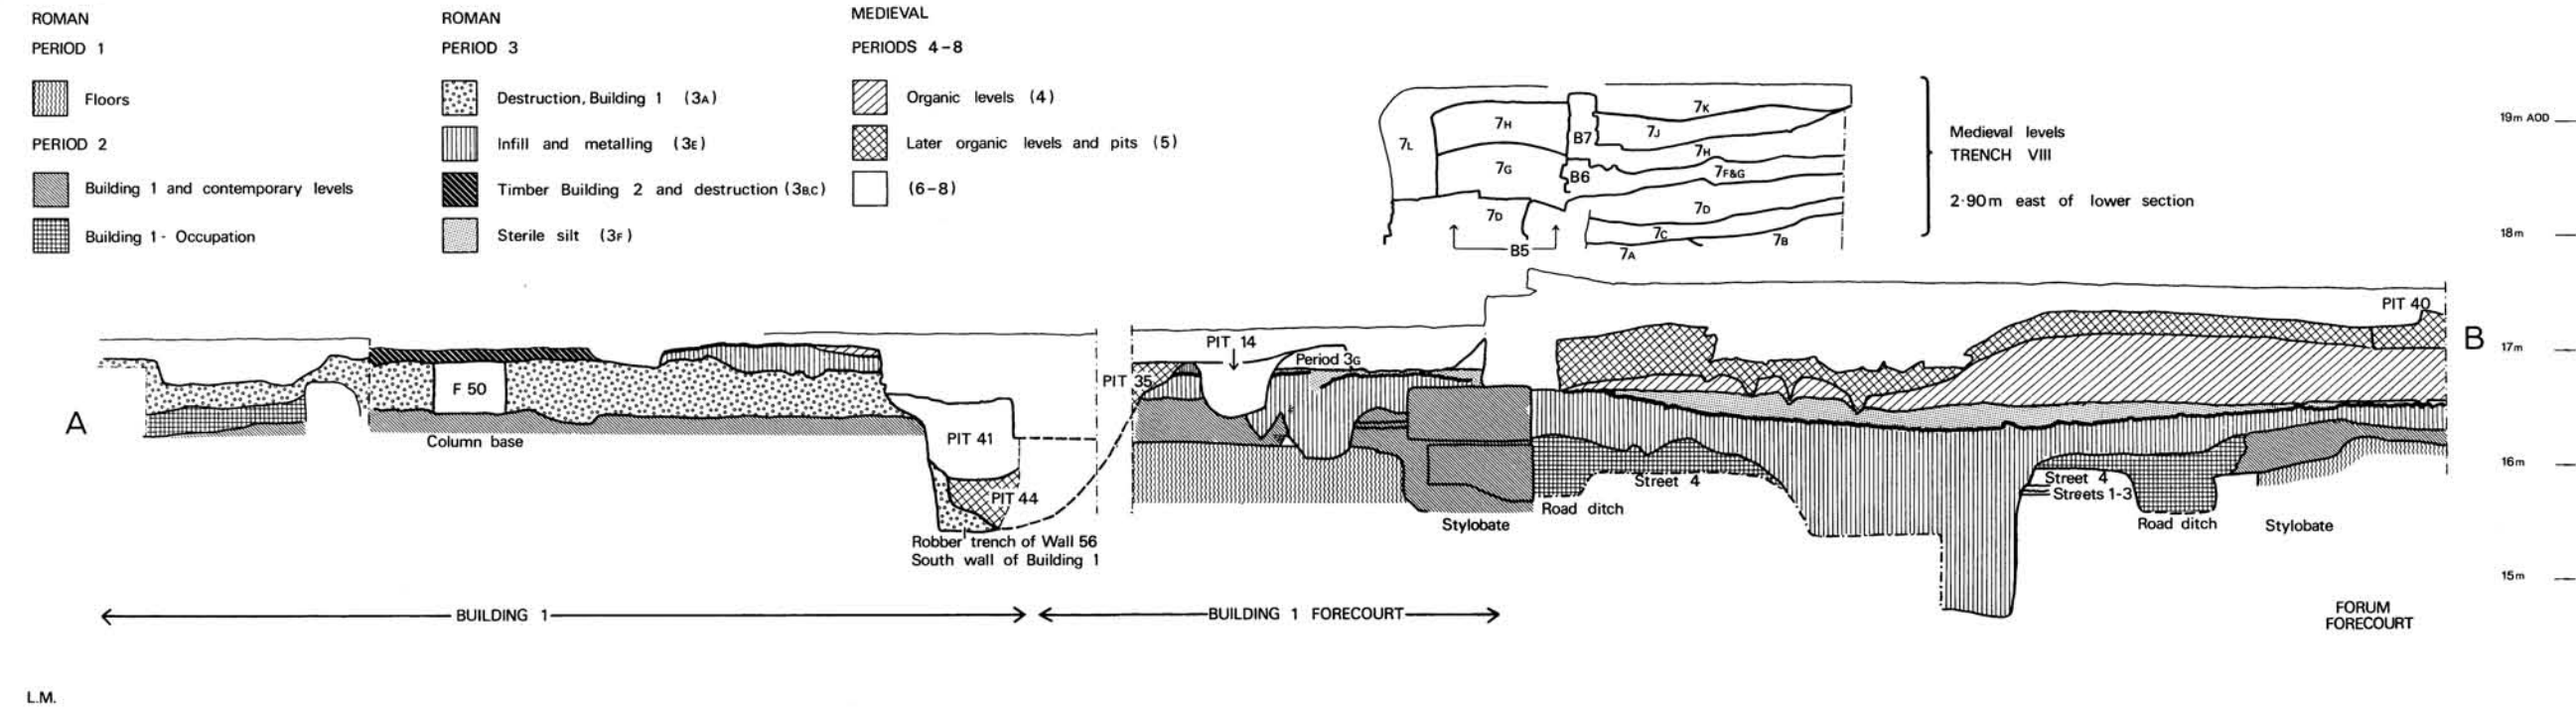 ROMAN
PERIOD 1
Floors
PERIOD 2
Building 1 and contemporary levels
Building 1 - Occupation
ROMAN
PERIOD 3
Destruction, Building 1 (3A)
Infill and metalling (3E)
Timber Building 2 and destruction (3B,C)
Sterile silt (3F)
MEDIEVAL
PERIODS 4-8
Organic levels (4)
Later organic levels and pits (5)
(6-8)
7L
7H
7G
7D
B7
B6
B5
7K
7J
7H
7F&G
7D
7C
7B
7A
Medieval levels
TRENCH VIII
2·90m east of lower section
19m AOD
18m
17m
16m
15m
A
B
F 50
Column base
PIT 41
PIT 44
Robber trench of Wall 56
South wall of Building 1
PIT 35
PIT 14
Period 3G
Stylobate
Road ditch
Street 4
Street 4
Streets 1-3
Road ditch
Stylobate
PIT 40
BUILDING 1
BUILDING 1 FORECOURT
FORUM
FORECOURT
L.M.